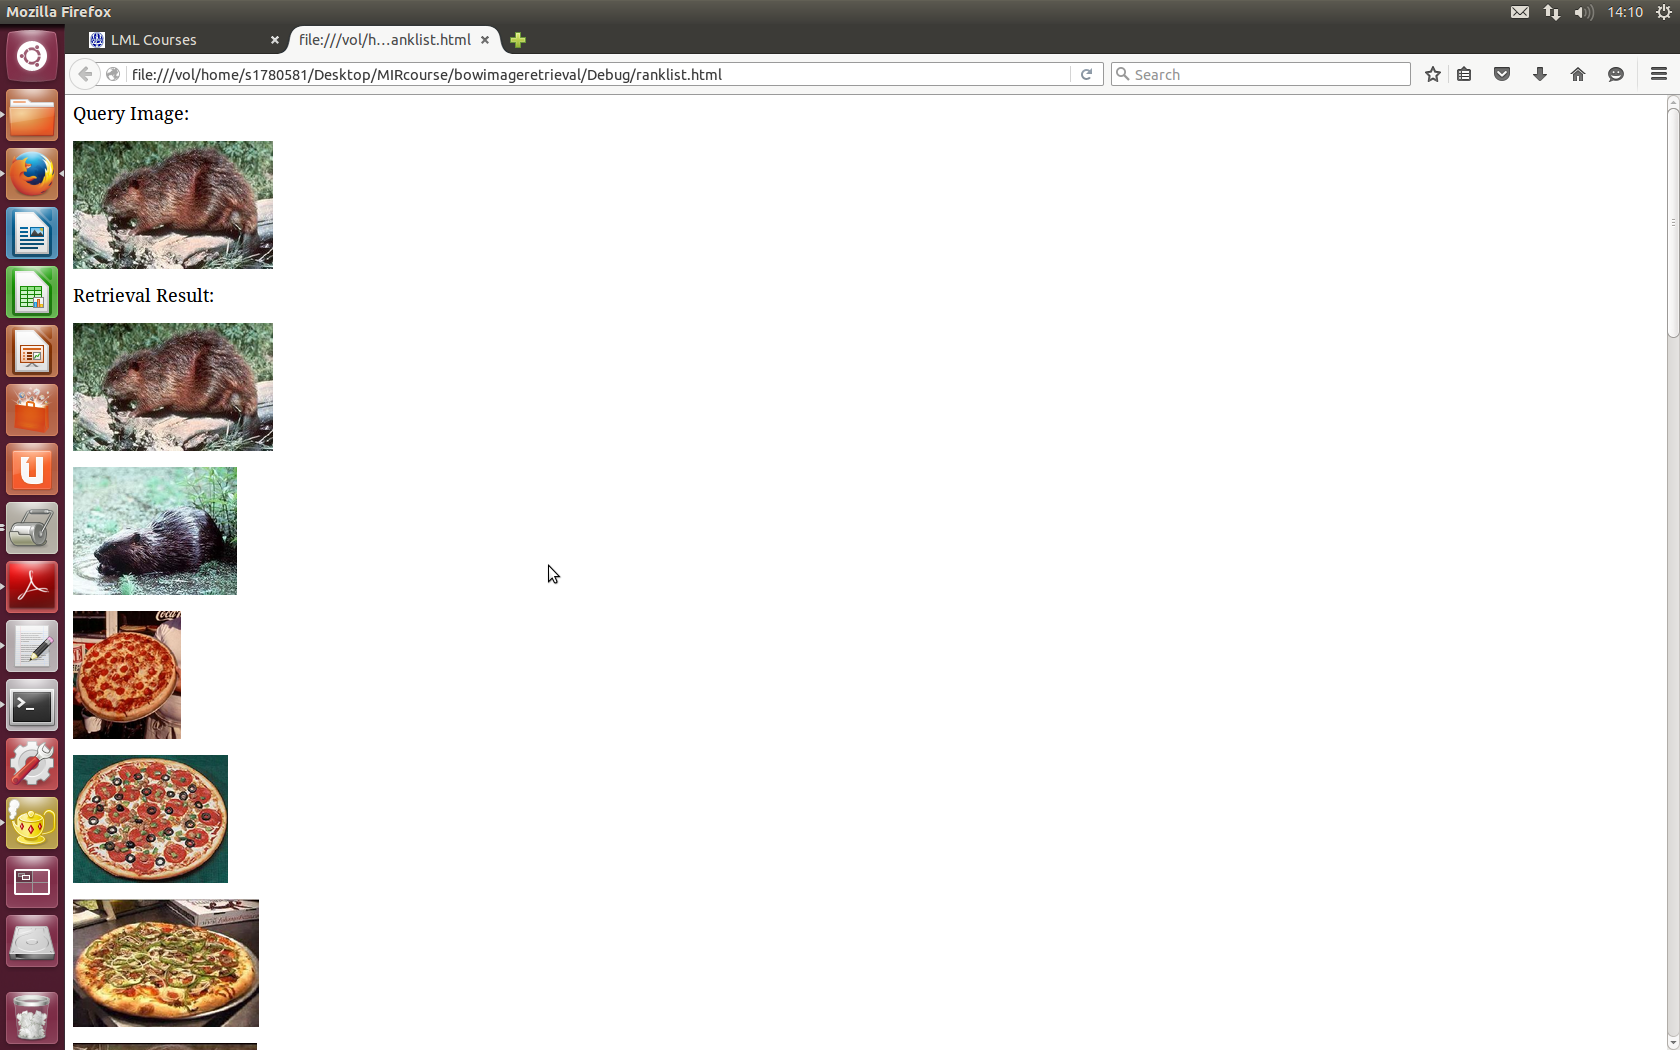 Mozilla Firefox
14:10
LML Courses
file:///vol/h...anklist.html
file:///vol/home/s1780581/Desktop/MIRcourse/bowimageretrieval/Debug/ranklist.html
Search
Query Image:
Retrieval Result: